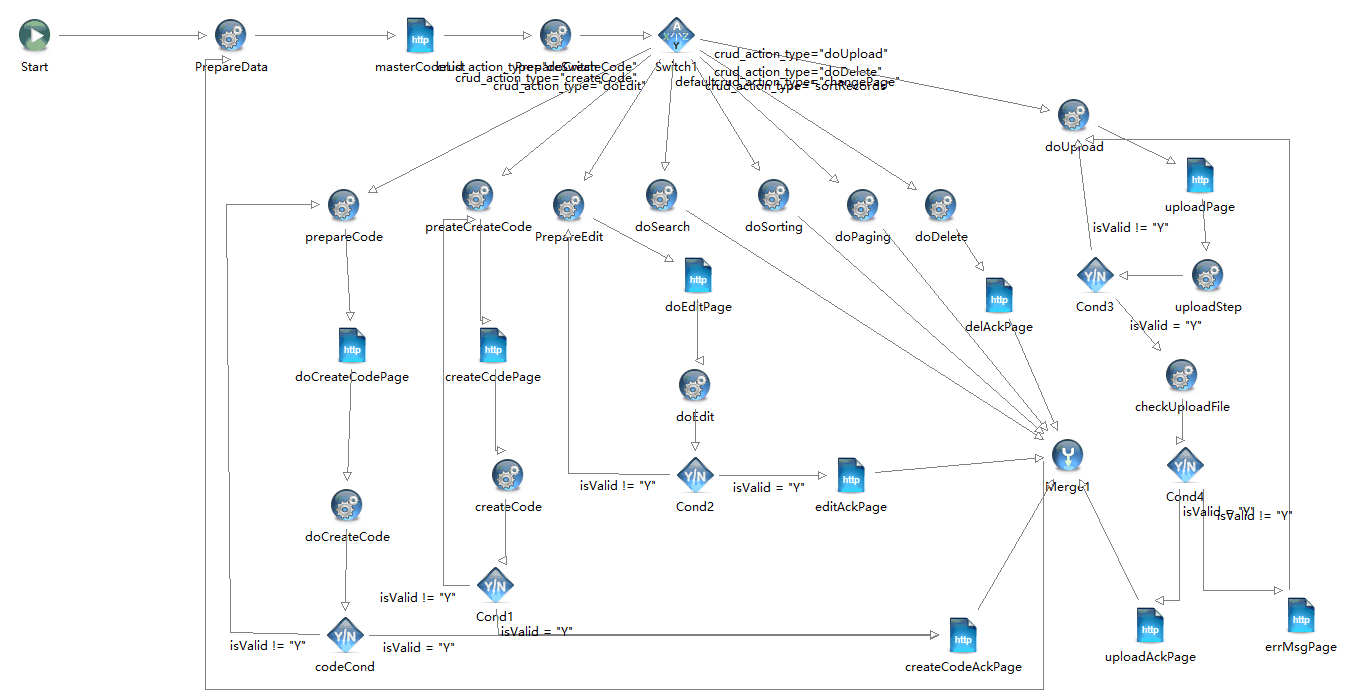 Start
PrepareData
http
masterCodeList
Switch1
crud_action_type="doUpload"
crud_action_type="doDelete"
crud_action_type="createCode"
default
crud_action_type="changePage"
crud_action_type="doEdit"
crud_action_type="sortRecords"
doUpload
http
uploadPage
prepareCode
preateCreateCode
PrepareEdit
doSearch
doSorting
doPaging
doDelete
isValid != "Y"
http
doEditPage
http
delAckPage
Y/N
Cond3
uploadStep
isValid = "Y"
http
doCreateCodePage
http
createCodePage
doEdit
checkUploadFile
Merge1
Y/N
Cond2
isValid != "Y"
isValid = "Y"
http
editAckPage
Y/N
Cond4
isValid = "Y"
isValid != "Y"
createCode
doCreateCode
Y/N
Cond1
isValid != "Y"
isValid = "Y"
Y/N
codeCond
isValid != "Y"
isValid = "Y"
http
createCodeAckPage
http
uploadAckPage
http
errMsgPage